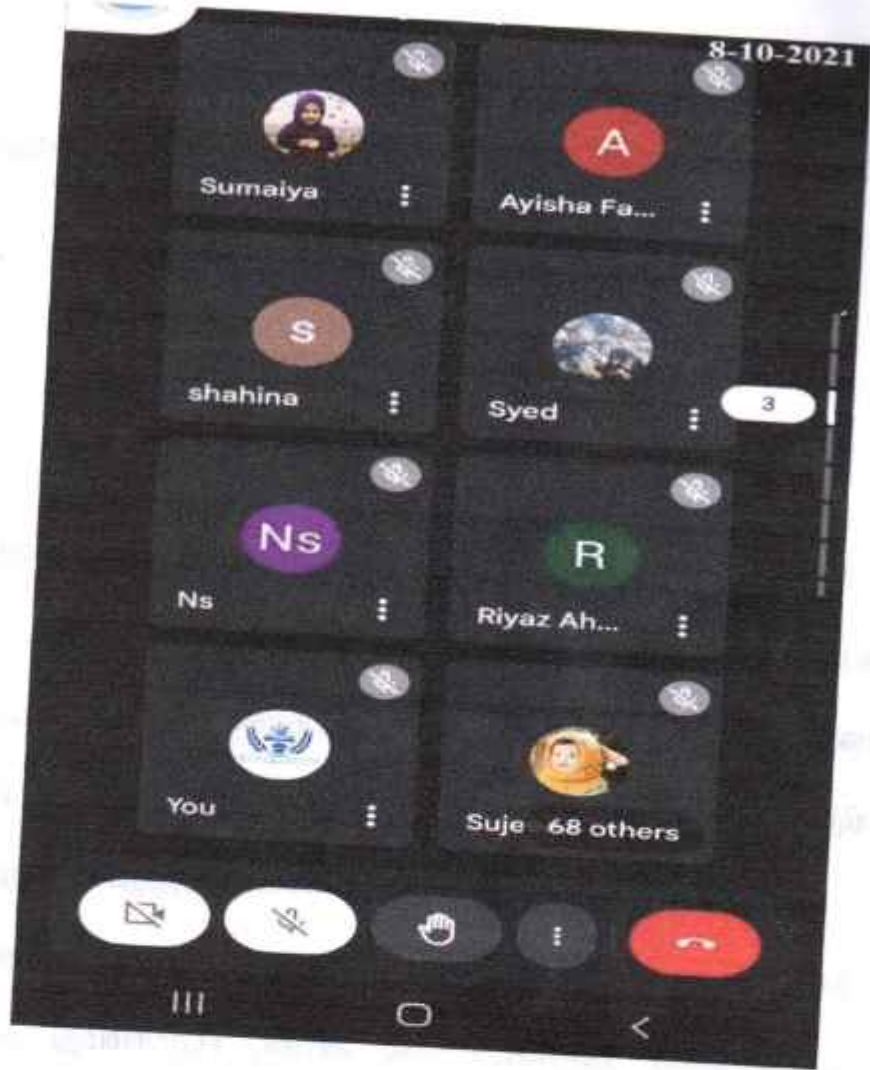 8-10-2021
Sumaiya
A
Ayisha Fa...
S
shahina
Syed
3
Ns
Ns
R
Riyaz Ah...
You
Suje 68 others